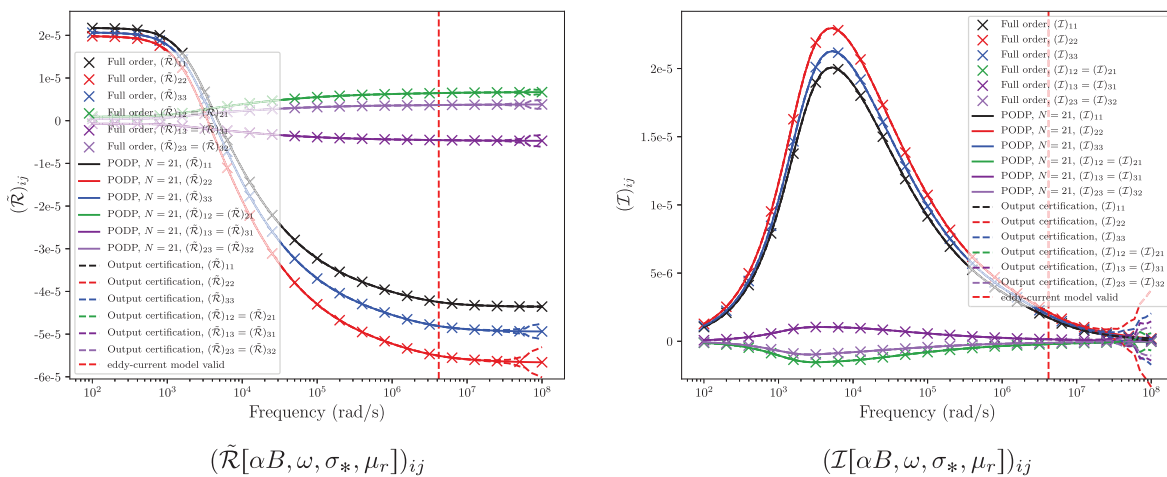 2e-5
1e-5
0
-1e-5
-2e-5
-3e-5
-4e-5
-5e-5
-6e-5
(R̃)ᵢⱼ
Full order, (R̃)₁₁
Full order, (R̃)₂₂
Full order, (R̃)₃₃
Full order, (R̃)₁₂ = (R̃)₂₁
Full order, (R̃)₁₃ = (R̃)₃₁
Full order, (R̃)₂₃ = (R̃)₃₂
PODP, N = 21, (R̃)₁₁
PODP, N = 21, (R̃)₂₂
PODP, N = 21, (R̃)₃₃
PODP, N = 21, (R̃)₁₂ = (R̃)₂₁
PODP, N = 21, (R̃)₁₃ = (R̃)₃₁
PODP, N = 21, (R̃)₂₃ = (R̃)₃₂
Output certification, (R̃)₁₁
Output certification, (R̃)₂₂
Output certification, (R̃)₃₃
Output certification, (R̃)₁₂ = (R̃)₂₁
Output certification, (R̃)₁₃ = (R̃)₃₁
Output certification, (R̃)₂₃ = (R̃)₃₂
eddy-current model valid
10² 10³ 10⁴ 10⁵ 10⁶ 10⁷ 10⁸
Frequency (rad/s)
(R̃[αB, ω, σ∗, μᵣ])ᵢⱼ
2e-5
1.5e-5
1e-5
5e-6
0
(I)ᵢⱼ
Full order, (I)₁₁
Full order, (I)₂₂
Full order, (I)₃₃
Full order, (I)₁₂ = (I)₂₁
Full order, (I)₁₃ = (I)₃₁
Full order, (I)₂₃ = (I)₃₂
PODP, N = 21, (I)₁₁
PODP, N = 21, (I)₂₂
PODP, N = 21, (I)₃₃
PODP, N = 21, (I)₁₂ = (I)₂₁
PODP, N = 21, (I)₁₃ = (I)₃₁
PODP, N = 21, (I)₂₃ = (I)₃₂
Output certification, (I)₁₁
Output certification, (I)₂₂
Output certification, (I)₃₃
Output certification, (I)₁₂ = (I)₂₁
Output certification, (I)₁₃ = (I)₃₁
Output certification, (I)₂₃ = (I)₃₂
eddy-current model valid
10² 10³ 10⁴ 10⁵ 10⁶ 10⁷ 10⁸
Frequency (rad/s)
(I[αB, ω, σ∗, μᵣ])ᵢⱼ